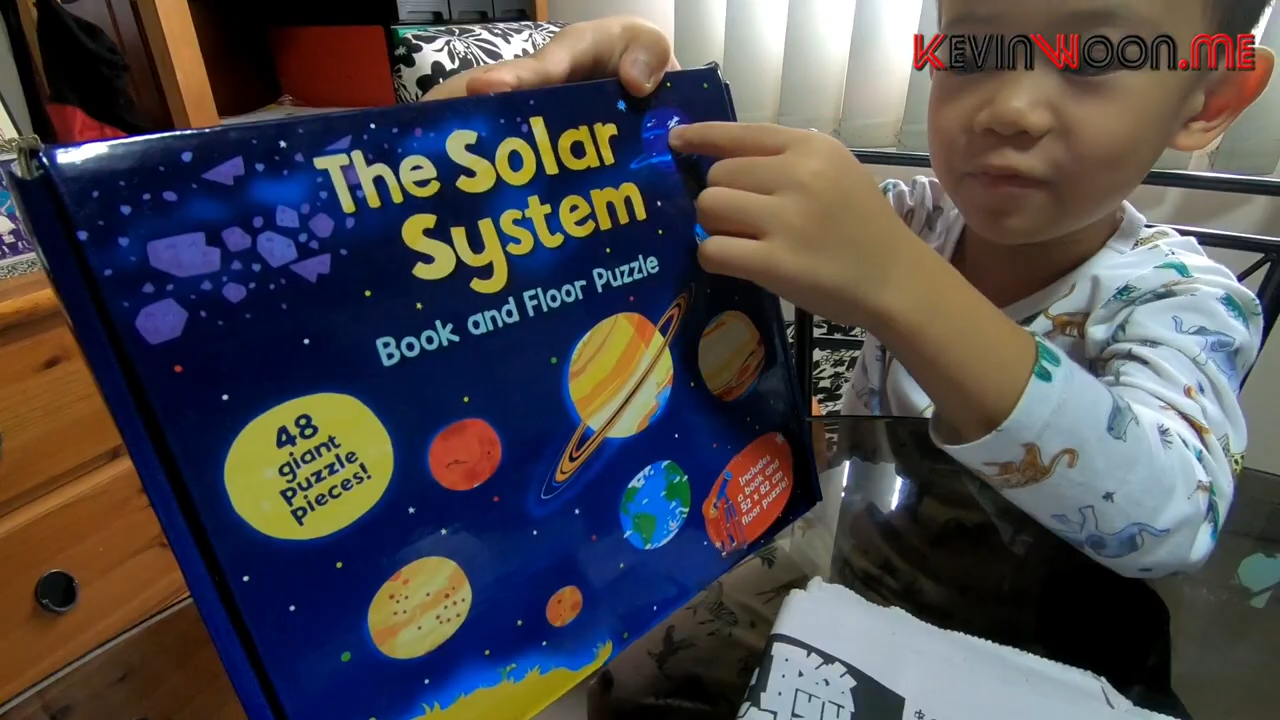 KEVINWOON.ME
The Solar
System
Book and Floor Puzzle
48
giant
puzzle
pieces!
Includes
a book and
52 x 82 cm
floor puzzle!